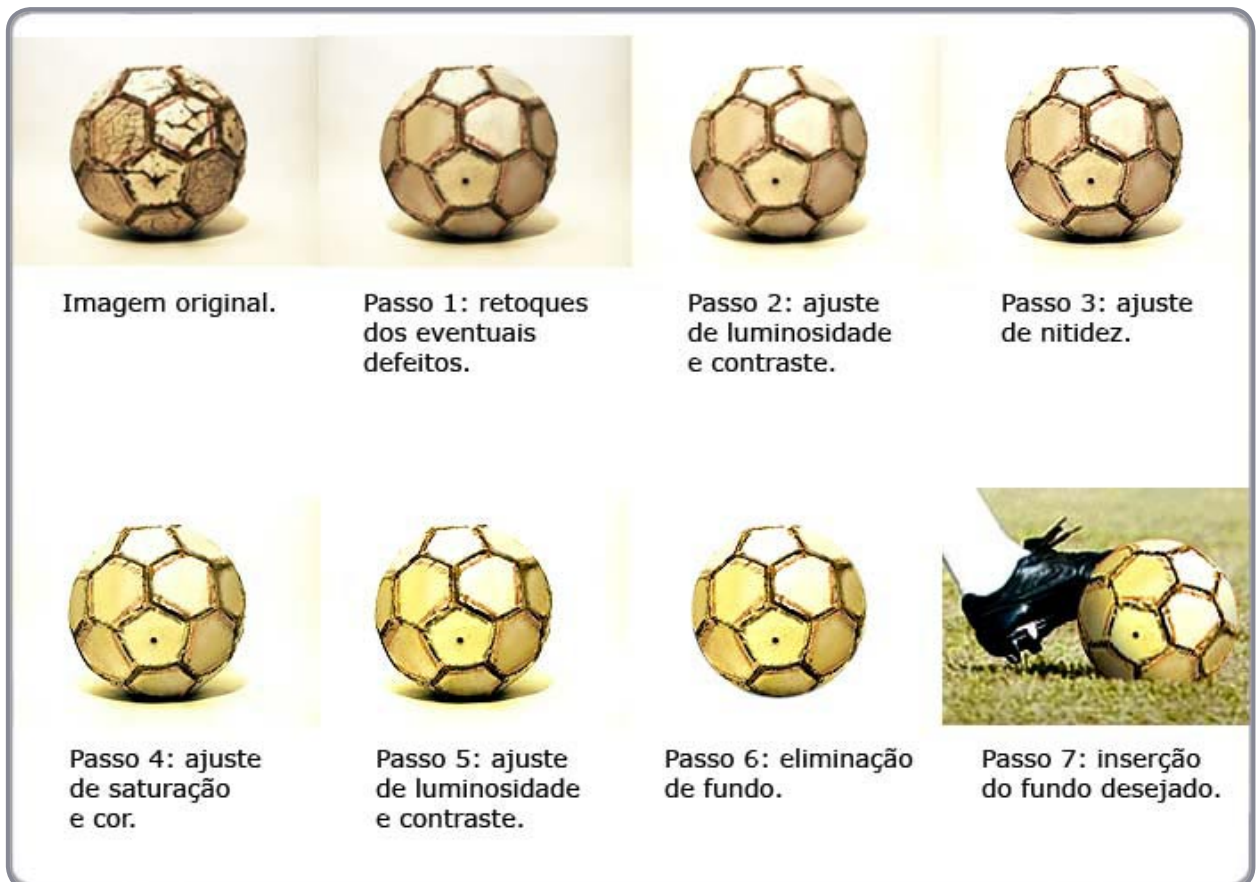 Imagem original.
Passo 1: retoques
dos eventuais
defeitos.
Passo 2: ajuste
de luminosidade
e contraste.
Passo 3: ajuste
de nitidez.
Passo 4: ajuste
de saturação
e cor.
Passo 5: ajuste
de luminosidade
e contraste.
Passo 6: eliminação
de fundo.
Passo 7: inserção
do fundo desejado.